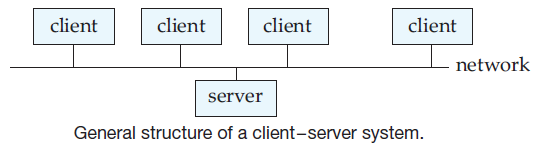 client client client client
network
server
General structure of a client–server system.